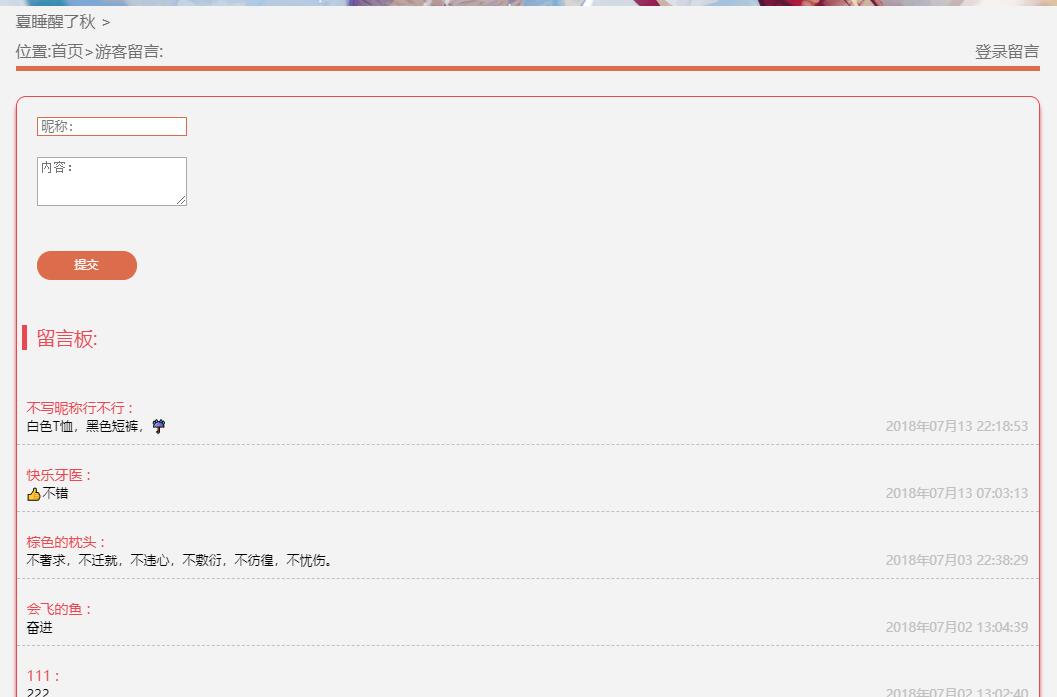 夏睡醒了秋 >
位置:首页>游客留言:
登录留言
昵称：
内容：
提交
留言板:
不写昵称行不行 :
白色T恤，黑色短裤，
2018年07月13 22:18:53
快乐牙医 :
👍不错
2018年07月13 07:03:13
棕色的枕头 :
不奢求，不迁就，不违心，不敷衍，不彷徨，不忧伤。
2018年07月03 22:38:29
会飞的鱼 :
奋进
2018年07月02 13:04:39
111 :
222
2018年07月02 13:02:40